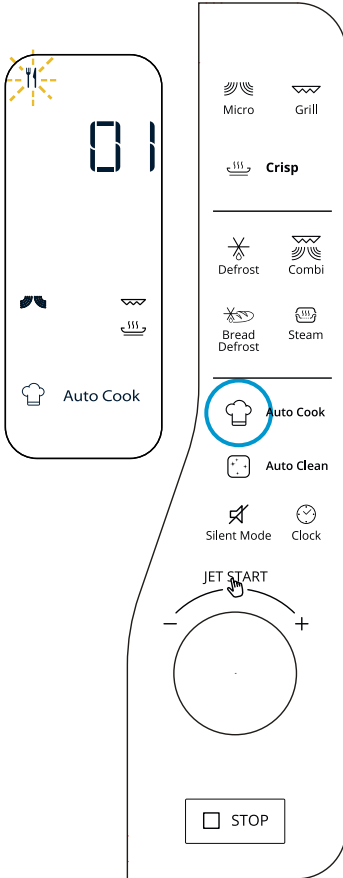 01
Auto Cook
Micro
Grill
Crisp
Defrost
Combi
Bread
Defrost
Steam
Auto Cook
Auto Clean
Silent Mode
Clock
JET START
− +
STOP